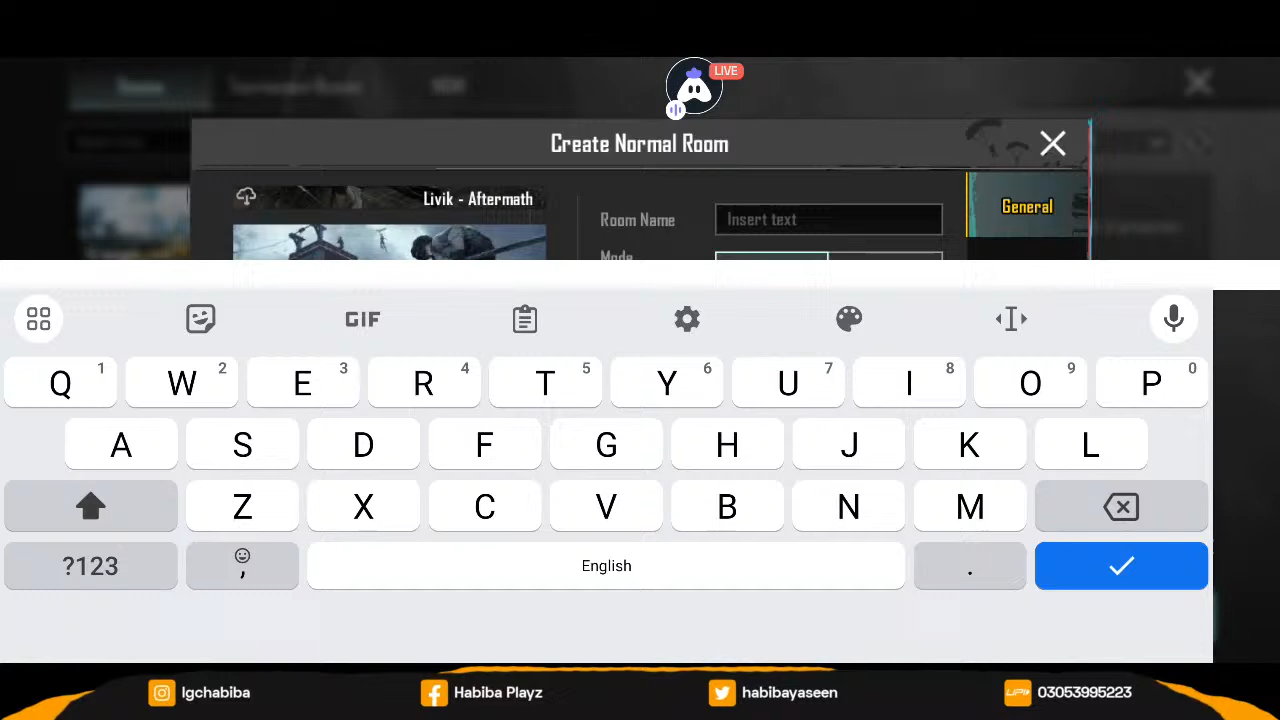 LIVE
Create Normal Room
Livik - Aftermath
Room Name
Insert text
General
Mode
GIF
Q 1 W 2 E 3 R 4 T 5 Y 6 U 7 I 8 O 9 P 0
A S D F G H J K L
Z X C V B N M
?123 , English .
Igchabiba Habiba Playz habibayaseen 03053995223